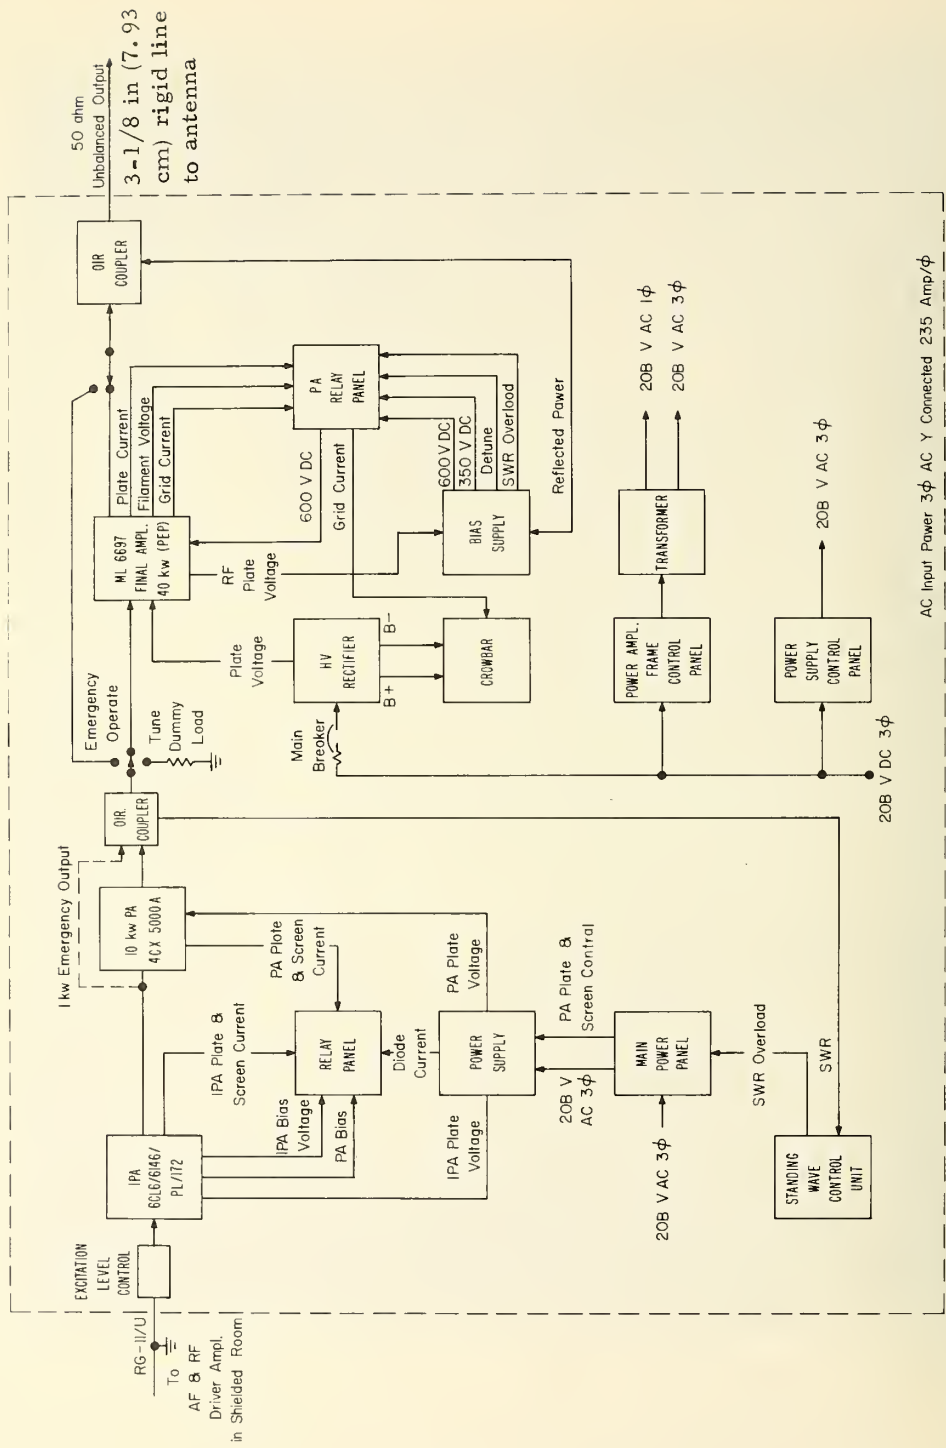 RG-11/U
To
AF & RF
Driver Ampl.
in Shielded Room
EXCITATION
LEVEL
CONTROL
IPA
6CL6/6146/
PL/172
IPA Plate &
Screen Current
IPA Bias
Voltage
PA Bias
1 kw Emergency Output
10 kw PA
4CX 5000A
PA Plote
& Screen
Current
RELAY
PANEL
Diode
Current
IPA Plate
Voltage
POWER
SUPPLY
PA Plate
Voltage
20B V
AC 3ϕ
PA Plate &
Screen Control
20B V AC 3ϕ
MAIN
POWER
PANEL
SWR Overload
SWR
STANDING
WAVE
CONTROL
UNIT
OIR.
COUPLER
Emergency
Operate
Tune
Dummy
Load
ML 6697
FINAL AMPL.
40 kw (PEP)
Plate Current
Filament Voltage
Grid Current
Plate
Voltage
RF
Plate
Voltage
600 V DC
Grid Current
PA
RELAY
PANEL
Main
Breoker
HV
RECTIFIER
B+
B-
CROWBAR
600 V DC
350 V DC
Detune
SWR Overload
BIAS
SUPPLY
Reflected Power
OIR
COUPLER
50 ohm
Unbalanced Output
3-1/8 in (7.93
cm) rigid line
to antenna
POWER AMPL.
FRAME
CONTROL
PANEL
TRANSFORMER
20B V AC 1ϕ
20B V AC 3ϕ
POWER
SUPPLY
CONTROL
PANEL
20B V AC 3ϕ
20B V DC 3ϕ
AC Input Power 3ϕ AC Y Connected 235 Amp/ϕ